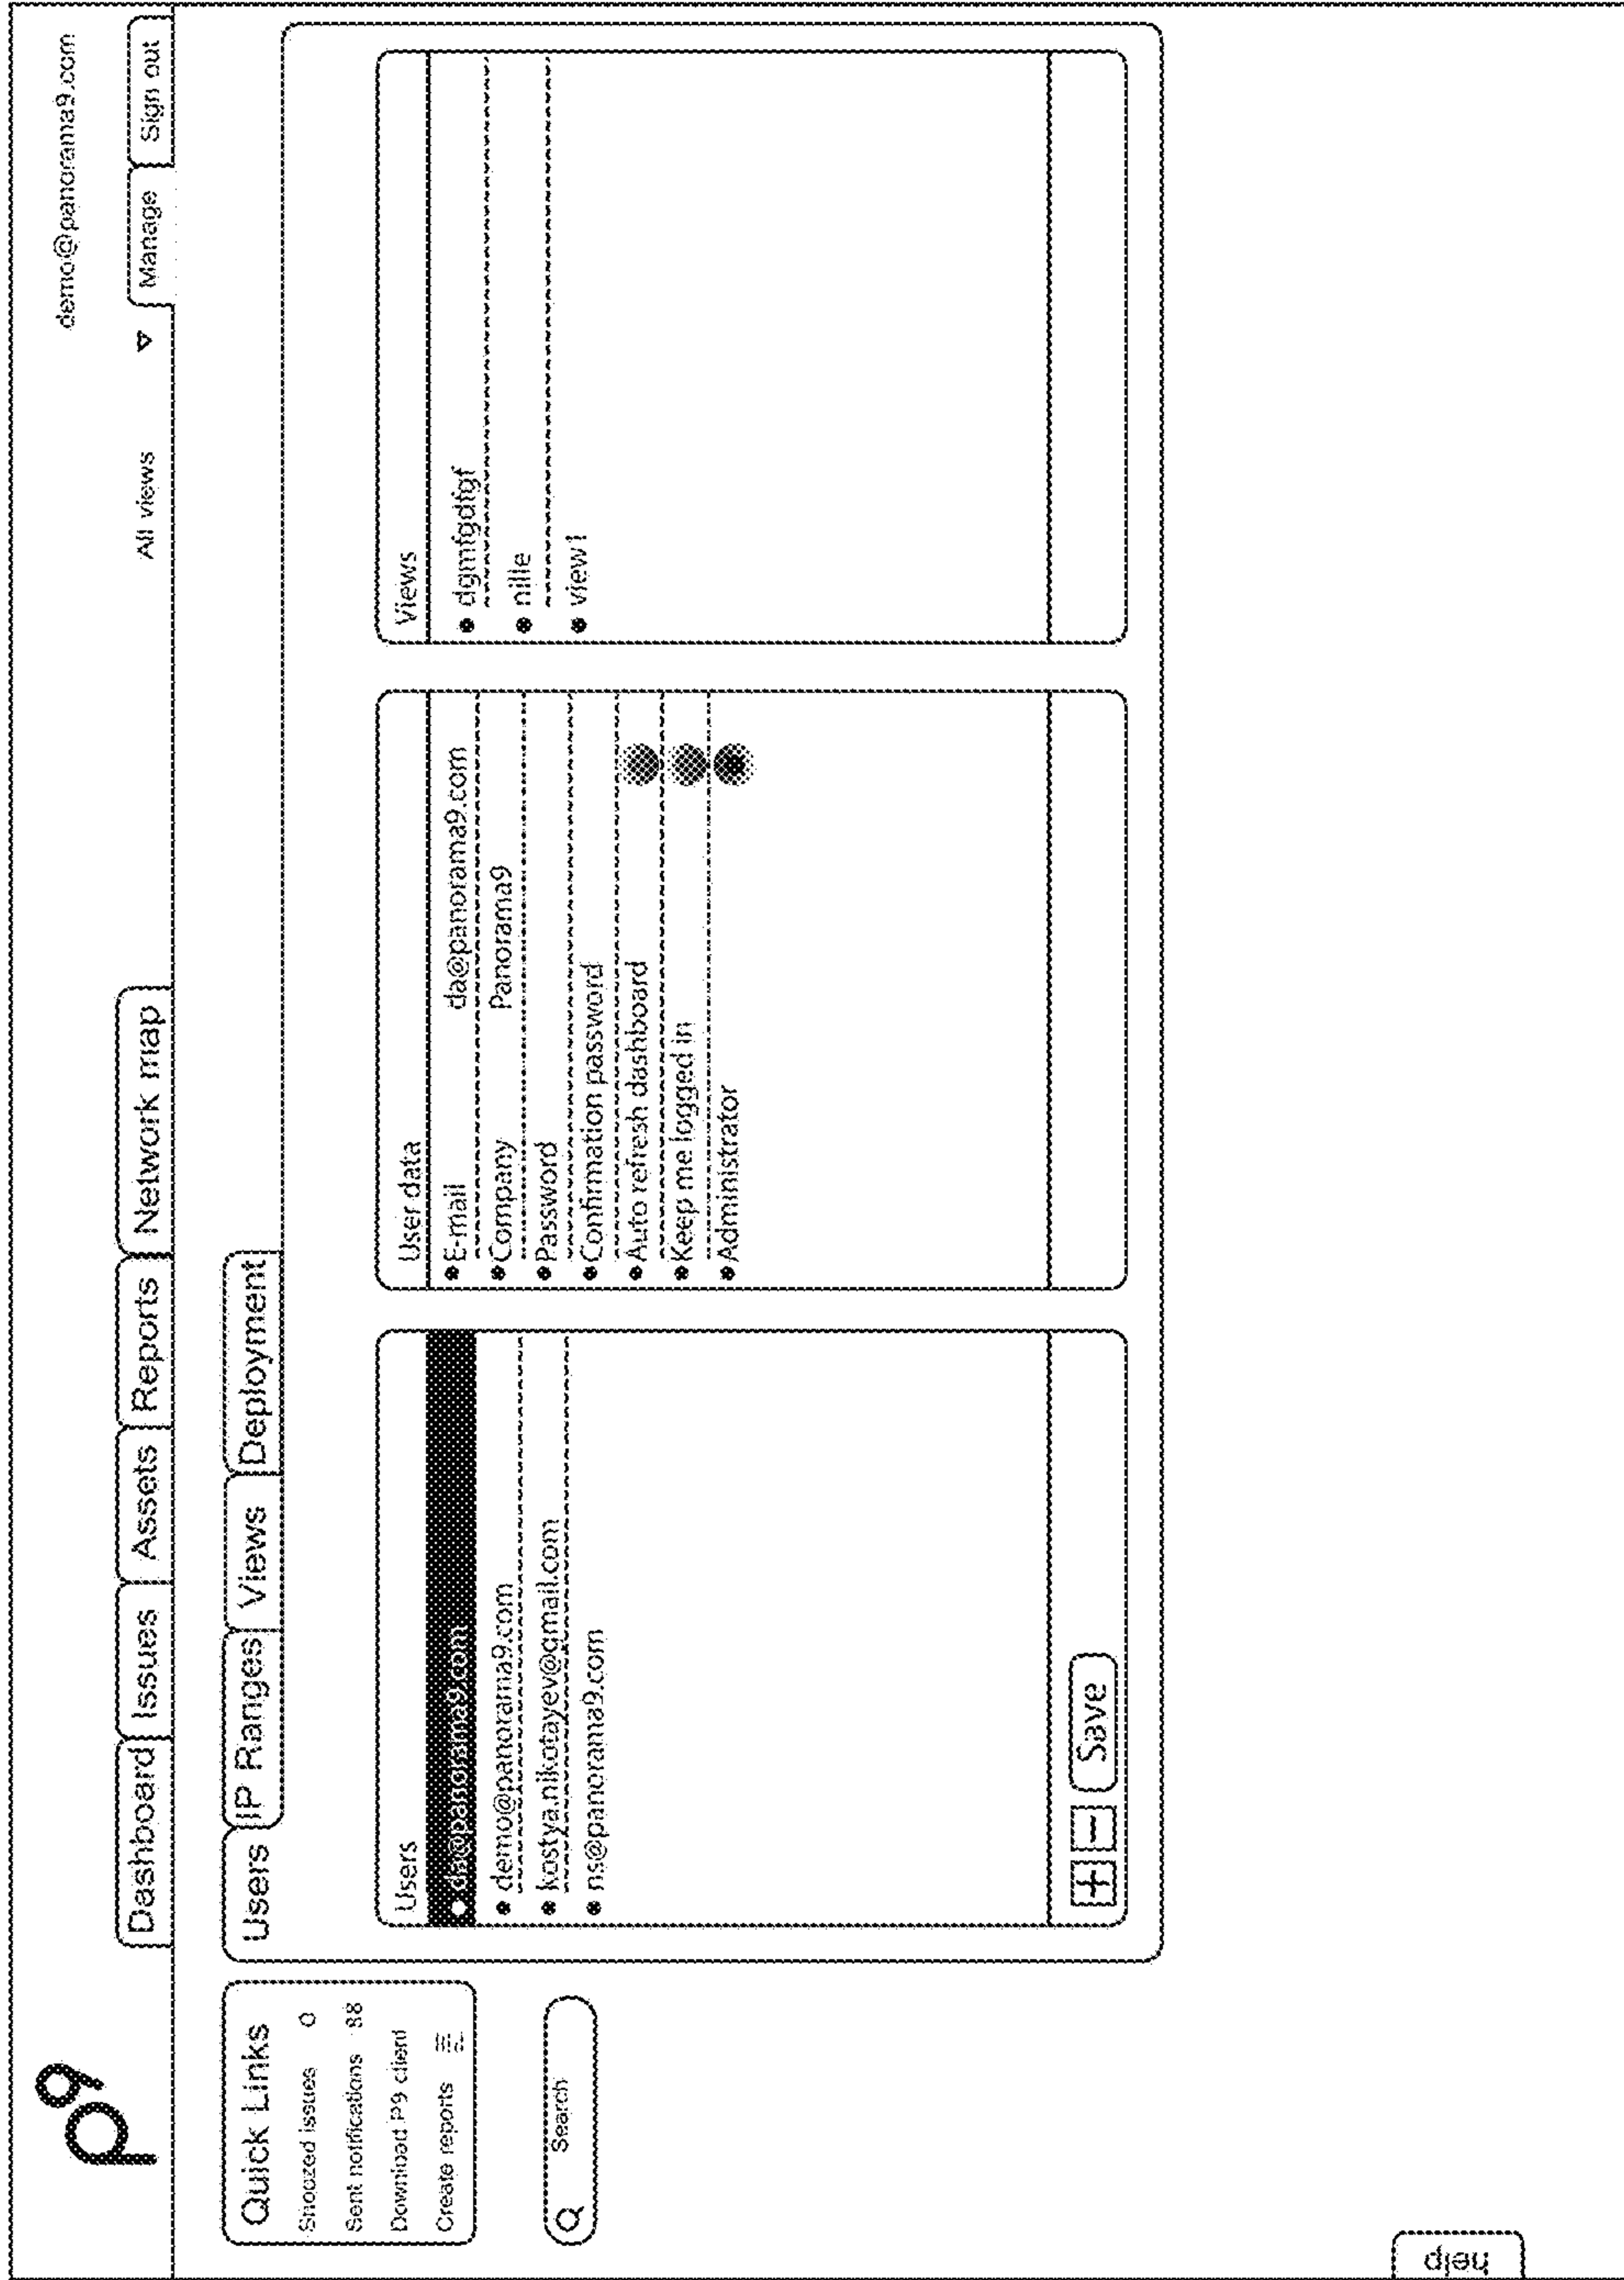 demo@panorama9.com
p9
Dashboard Issues Assets Reports Network map All views Manage Sign out
Quick Links
Snoozed issues 0
Sent notifications 88
Download P9 client
Create reports
Search
Users IP Ranges Views Deployment
Users
da@panorama9.com
demo@panorama9.com
kostya.nikotayev@gmail.com
ns@panorama9.com
Save
User data
E-mail da@panorama9.com
Company Panorama9
Password
Confirmation password
Auto refresh dashboard
Keep me logged in
Administrator
Views
dgmfgdfgf
nille
view1
help